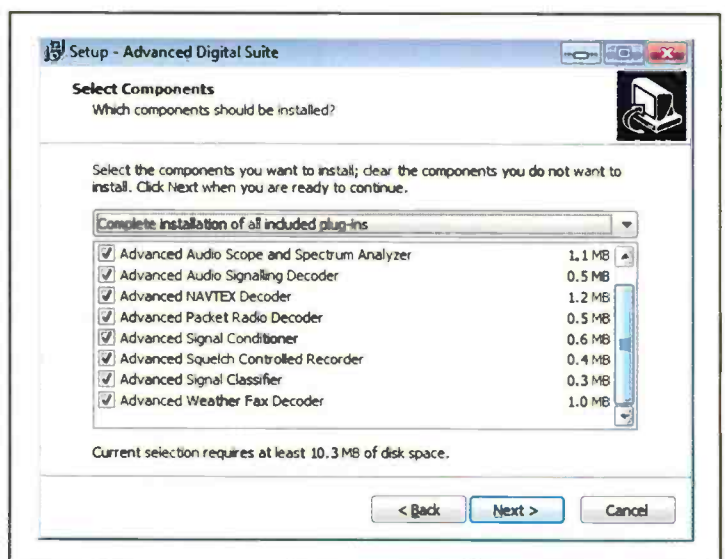 Setup - Advanced Digital Suite
Select Components
Which components should be installed?
Select the components you want to install; clear the components you do not want to
install. Click Next when you are ready to continue.
Complete installation of all included plug-ins
Advanced Audio Scope and Spectrum Analyzer 1.1 MB
Advanced Audio Signalling Decoder 0.5 MB
Advanced NAVTEX Decoder 1.2 MB
Advanced Packet Radio Decoder 0.5 MB
Advanced Signal Conditioner 0.6 MB
Advanced Squelch Controlled Recorder 0.4 MB
Advanced Signal Classifier 0.3 MB
Advanced Weather Fax Decoder 1.0 MB
Current selection requires at least 10.3 MB of disk space.
< Back Next > Cancel